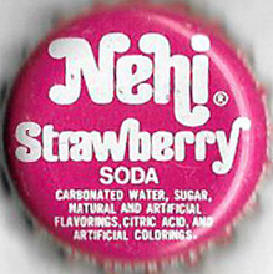 Nehi®
Strawberry
SODA
CARBONATED WATER, SUGAR,
NATURAL AND ARTIFICIAL
FLAVORINGS, CITRIC ACID, AND
ARTIFICIAL COLORINGS.